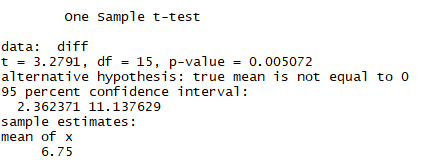 One Sample t-test
data: diff
t = 3.2791, df = 15, p-value = 0.005072
alternative hypothesis: true mean is not equal to 0
95 percent confidence interval:
2.362371 11.137629
sample estimates:
mean of x
6.75